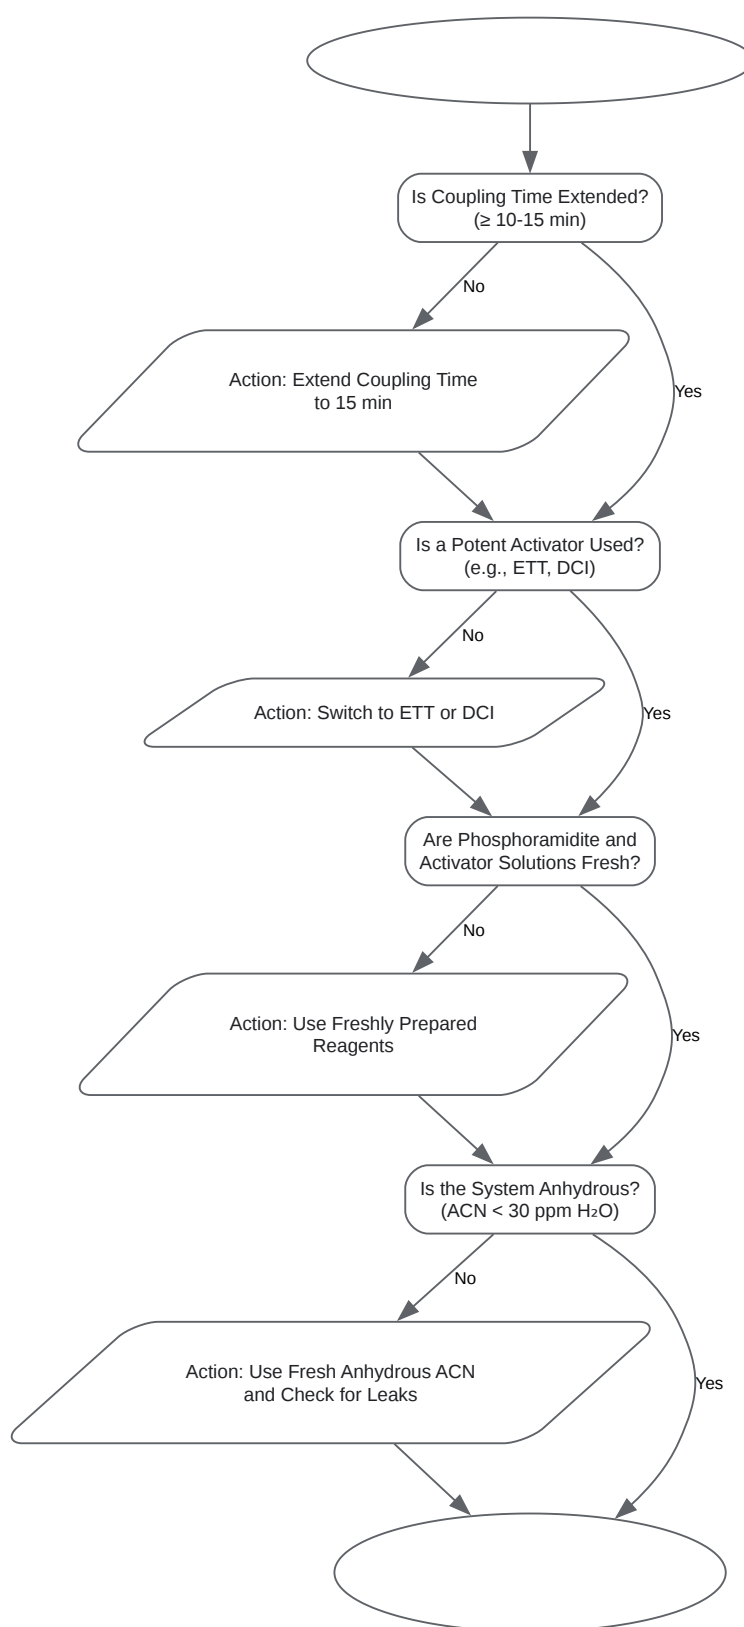 Is Coupling Time Extended?
(≥ 10-15 min)
No
Yes
Action: Extend Coupling Time
to 15 min
Is a Potent Activator Used?
(e.g., ETT, DCI)
No
Yes
Action: Switch to ETT or DCI
Are Phosphoramidite and
Activator Solutions Fresh?
No
Yes
Action: Use Freshly Prepared
Reagents
Is the System Anhydrous?
(ACN < 30 ppm H₂O)
No
Yes
Action: Use Fresh Anhydrous ACN
and Check for Leaks